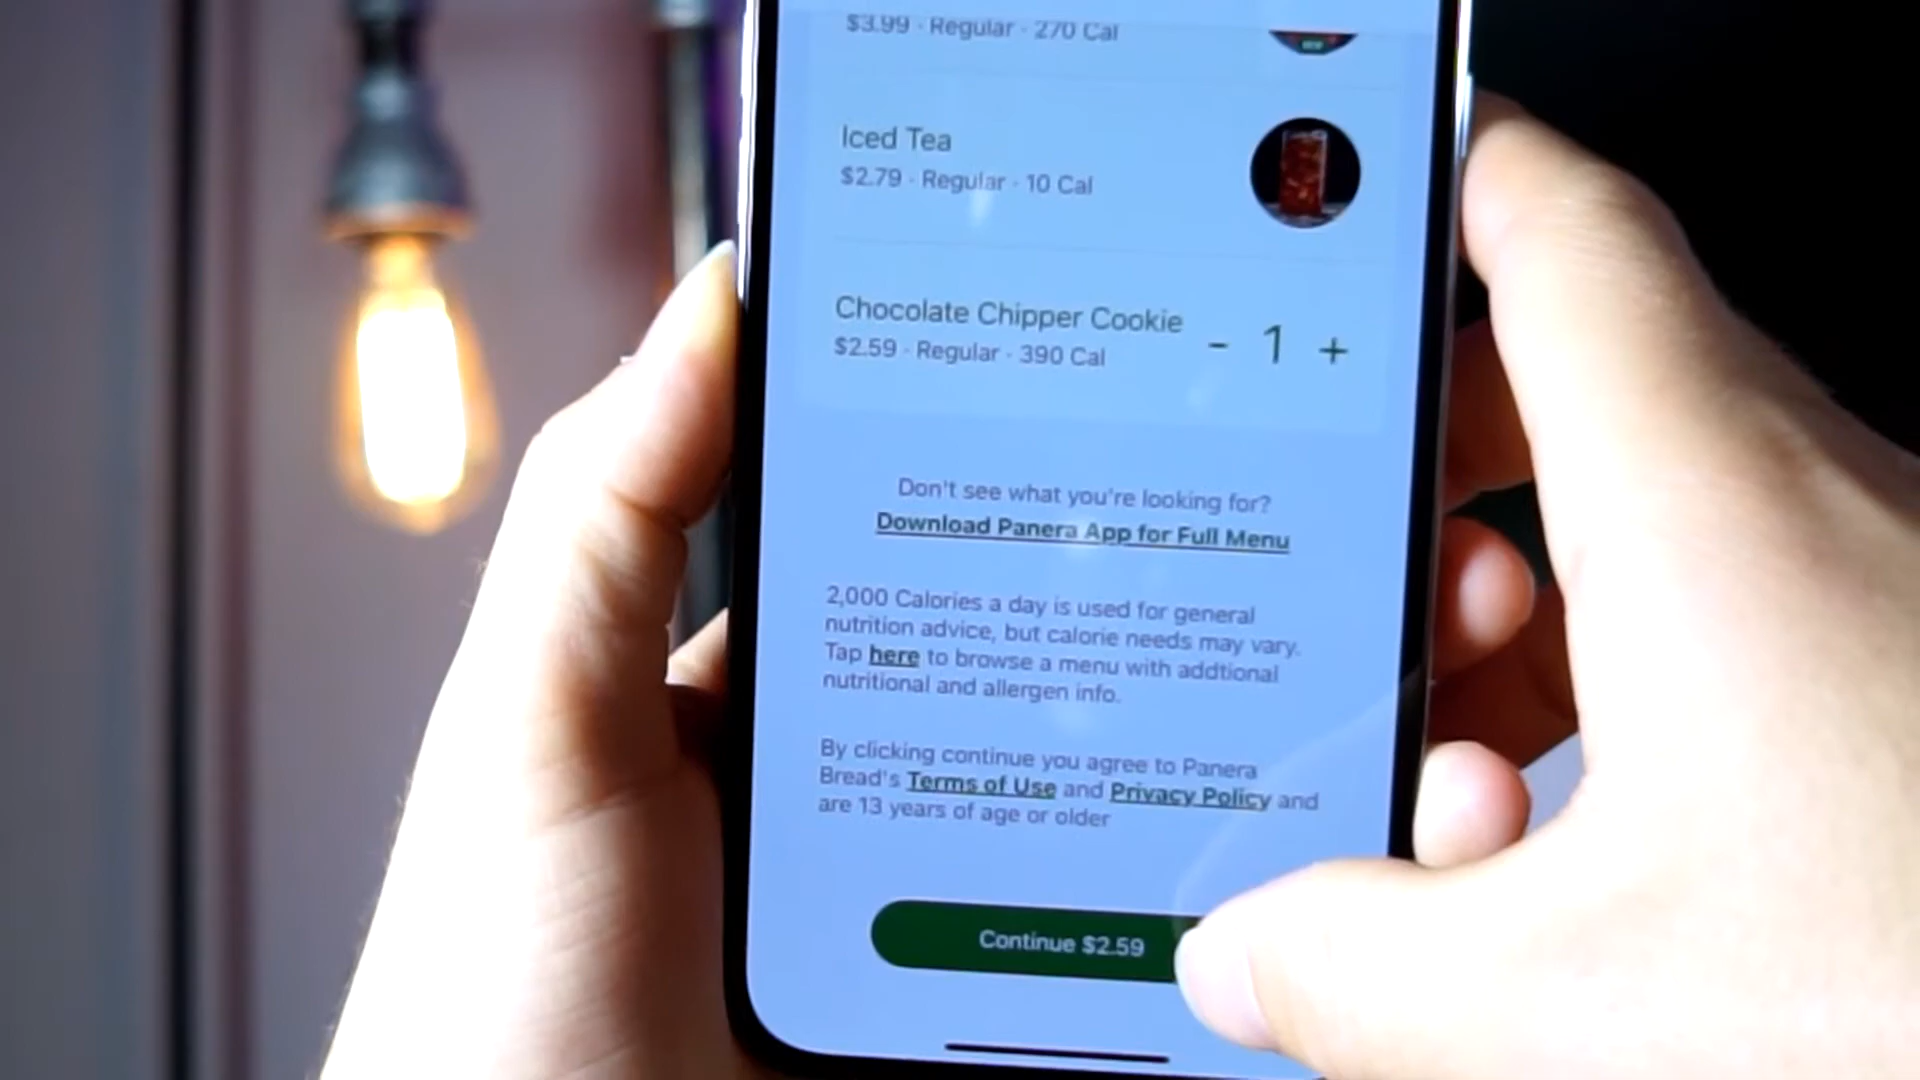 $3.99 · Regular · 270 Cal
Iced Tea
$2.79 · Regular · 10 Cal
Chocolate Chipper Cookie
- 1 +
$2.59 · Regular · 390 Cal
Don't see what you're looking for?
Download Panera App for Full Menu
2,000 Calories a day is used for general
nutrition advice, but calorie needs may vary.
Tap here to browse a menu with addtional
nutritional and allergen info.
By clicking continue you agree to Panera
Bread's Terms of Use and Privacy Policy and
are 13 years of age or older
Continue $2.59